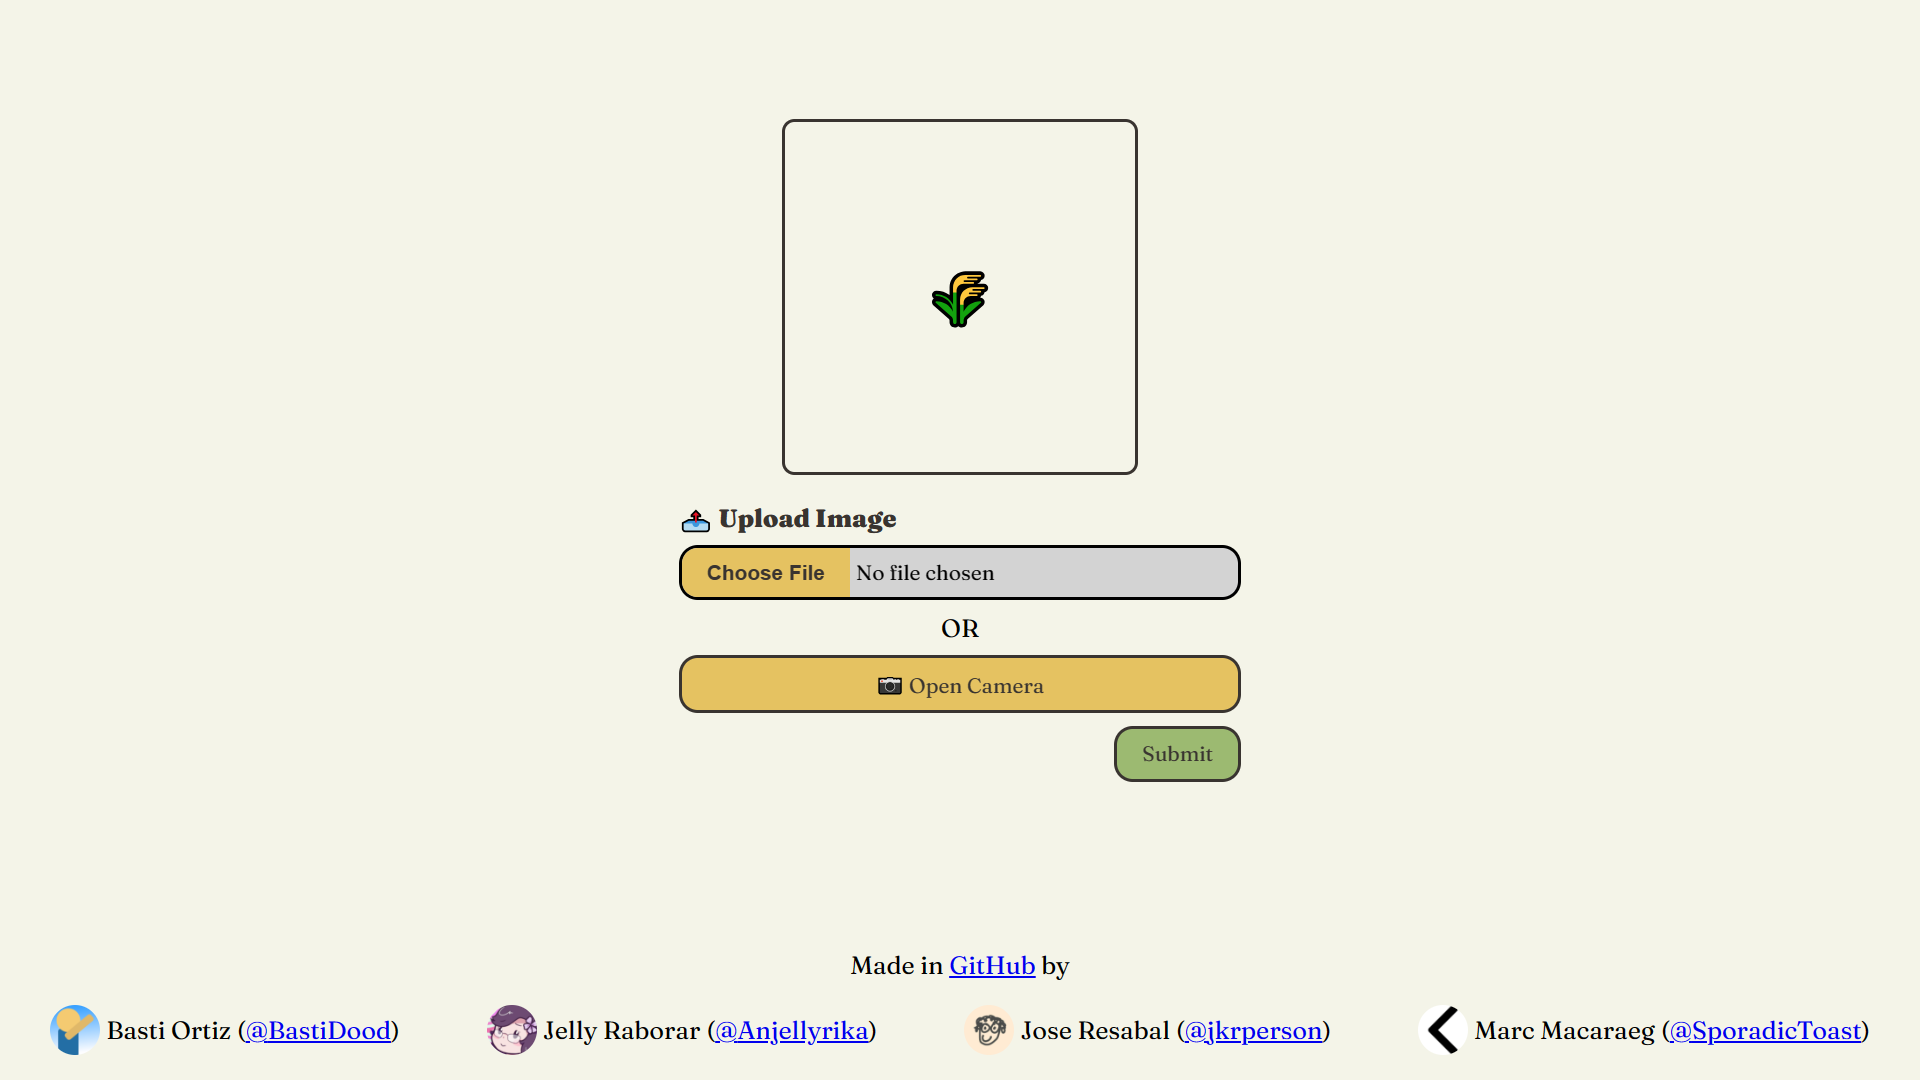 Upload Image
Choose File No file chosen
OR
Open Camera
Submit
Made in GitHub by
Basti Ortiz (@BastiDood) Jelly Raborar (@Anjellyrika) Jose Resabal (@jkrperson) Marc Macaraeg (@SporadicToast)